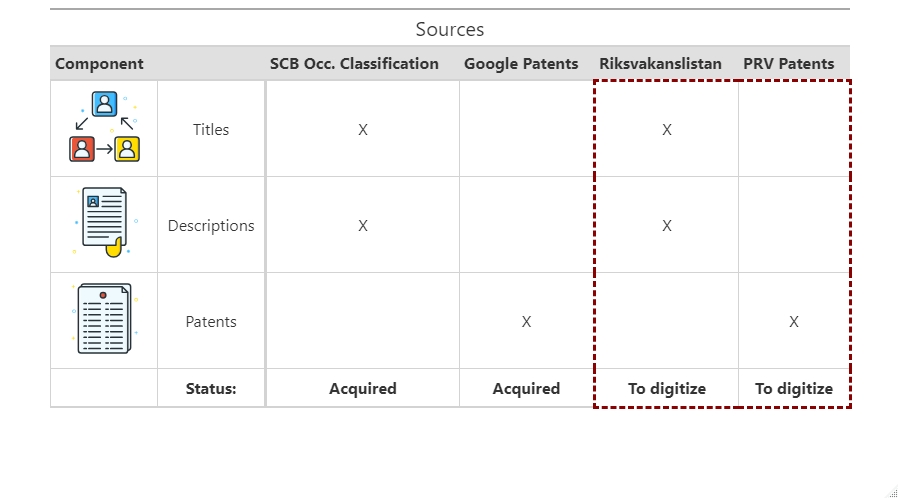 Sources
Component SCB Occ. Classification Google Patents Riksvakanslistan PRV Patents
Titles X X
Descriptions X X
Patents X X
Status: Acquired Acquired To digitize To digitize